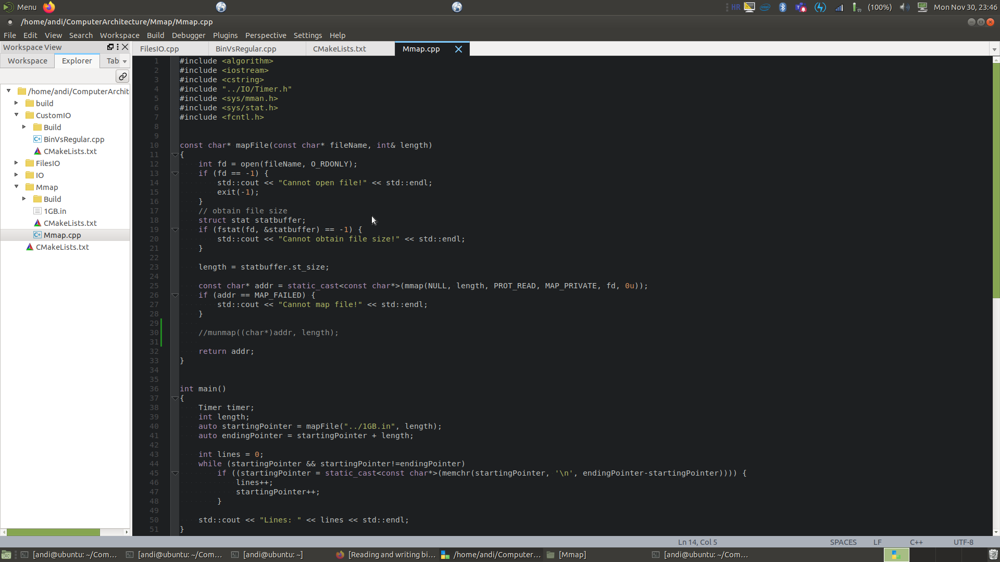 Menu
HR
(100%)
Mon Nov 30, 23:46
/home/andi/ComputerArchitecture/Mmap/Mmap.cpp
File Edit View Search Workspace Build Debugger Plugins Perspective Settings Help
Workspace View
Workspace Explorer Tab
/home/andi/ComputerArchit
build
CustomIO
Build
BinVsRegular.cpp
CMakeLists.txt
FilesIO
IO
Mmap
Build
1GB.in
CMakeLists.txt
Mmap.cpp
CMakeLists.txt
FilesIO.cpp BinVsRegular.cpp CMakeLists.txt Mmap.cpp
1 #include <algorithm>
2 #include <iostream>
3 #include <cstring>
4 #include "../IO/Timer.h"
5 #include <sys/mman.h>
6 #include <sys/stat.h>
7 #include <fcntl.h>
8
9
10 const char* mapFile(const char* fileName, int& length)
11 {
12 int fd = open(fileName, O_RDONLY);
13 if (fd == -1) {
14 std::cout << "Cannot open file!" << std::endl;
15 exit(-1);
16 }
17 // obtain file size
18 struct stat statbuffer;
19 if (fstat(fd, &statbuffer) == -1) {
20 std::cout << "Cannot obtain file size!" << std::endl;
21 }
22
23 length = statbuffer.st_size;
24
25 const char* addr = static_cast<const char*>(mmap(NULL, length, PROT_READ, MAP_PRIVATE, fd, 0u));
26 if (addr == MAP_FAILED) {
27 std::cout << "Cannot map file!" << std::endl;
28 }
29
30 //munmap((char*)addr, length);
31
32 return addr;
33 }
34
35
36 int main()
37 {
38 Timer timer;
39 int length;
40 auto startingPointer = mapFile("../1GB.in", length);
41 auto endingPointer = startingPointer + length;
42
43 int lines = 0;
44 while (startingPointer && startingPointer!=endingPointer)
45 if ((startingPointer = static_cast<const char*>(memchr(startingPointer, '\n', endingPointer-startingPointer)))) {
46 lines++;
47 startingPointer++;
48 }
49
50 std::cout << "Lines: " << lines << std::endl;
51 }
Ln 14, Col 5 SPACES LF C++ UTF-8
[andi@ubuntu: ~/Com... [andi@ubuntu: ~/Com... [andi@ubuntu: ~] [Reading and writing bi... /home/andi/Computer... [Mmap] [andi@ubuntu: ~/Com...